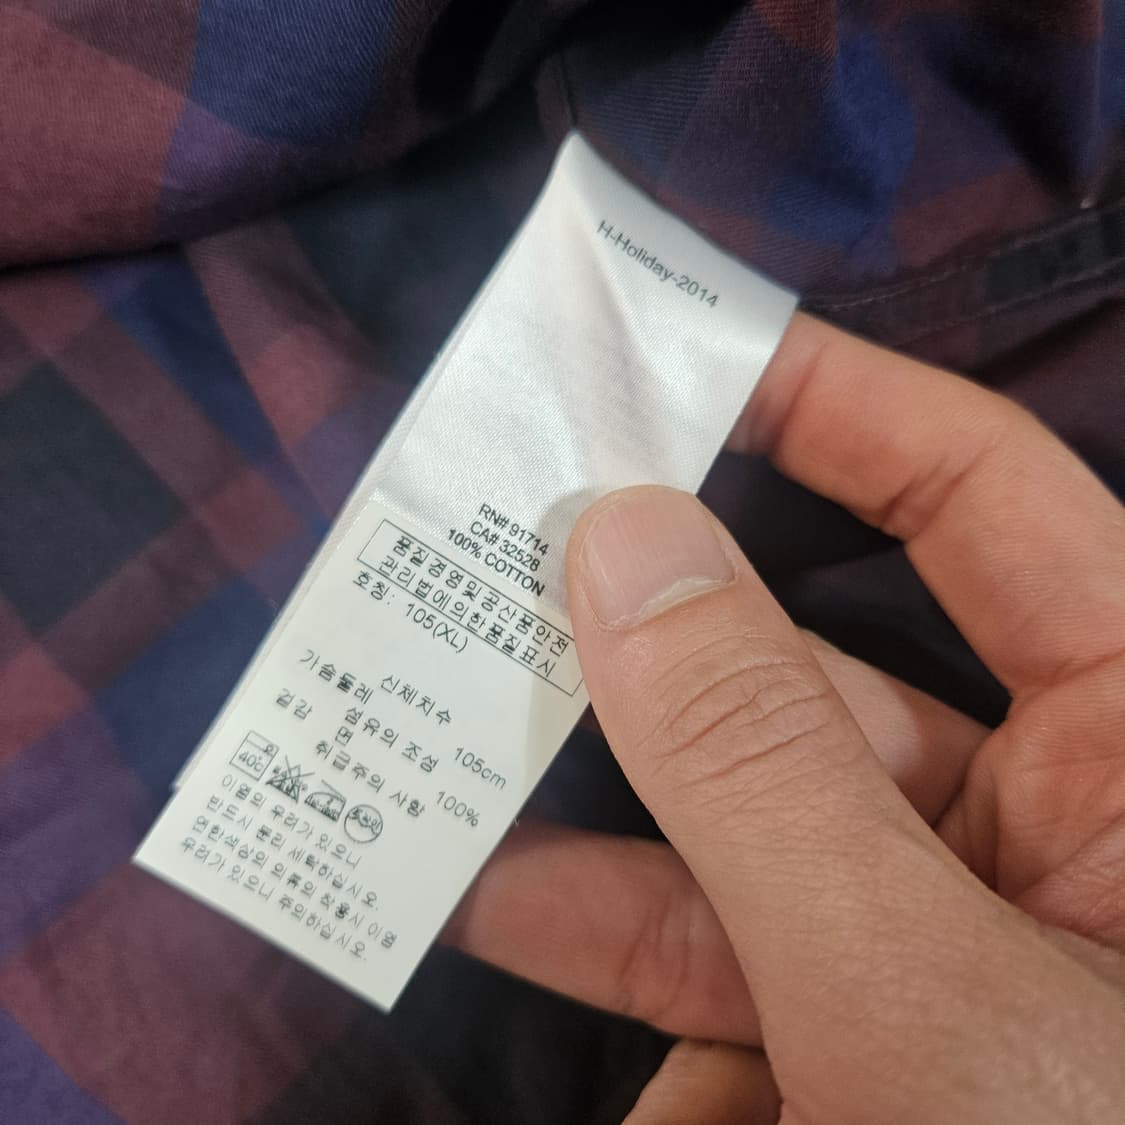 H-Holiday-2014
RN# 91714
CA# 32528
100% COTTON
품질경영및공산품안전
관리법에의한품질표시
호칭: 105(XL)
신체치수
가슴둘레 105cm
섬유의 조성
겉감 면 100%
취급주의 사항
40℃
이염의 우려가 있으니
반드시 분리 세탁하십시오.
연한색상의 의류의 착용시 이염
우려가 있으니 주의하십시오.